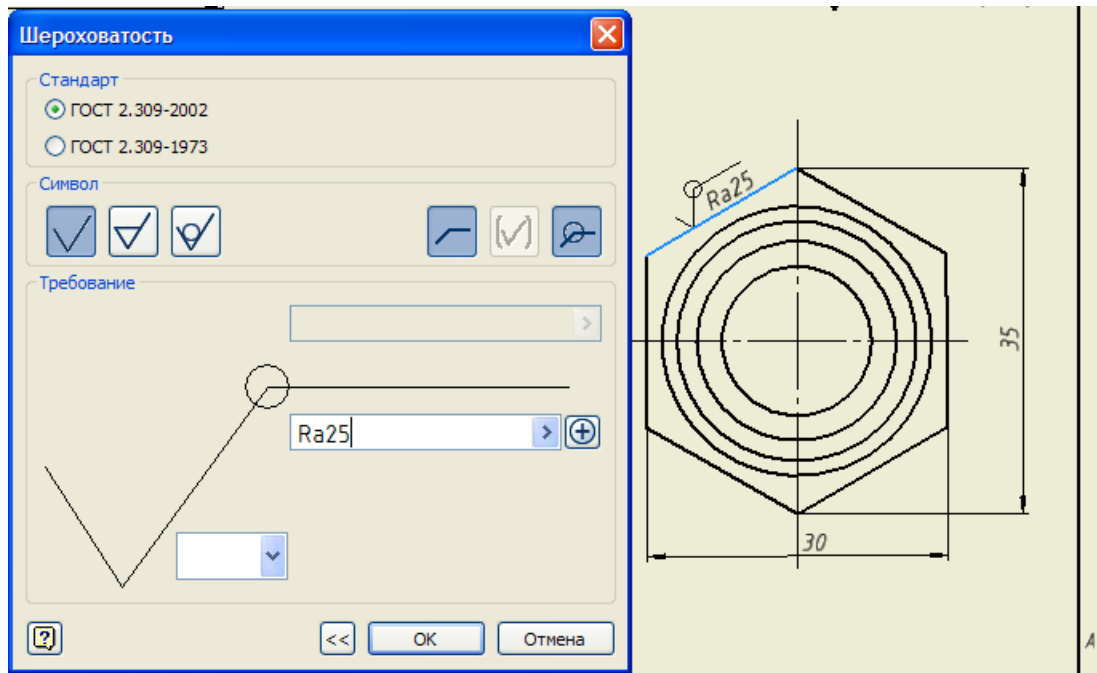 Шероховатость
Стандарт
ГОСТ 2.309-2002
ГОСТ 2.309-1973
Символ
Требование
Ra25
<<
OK
Отмена
Ra25
35
30
A